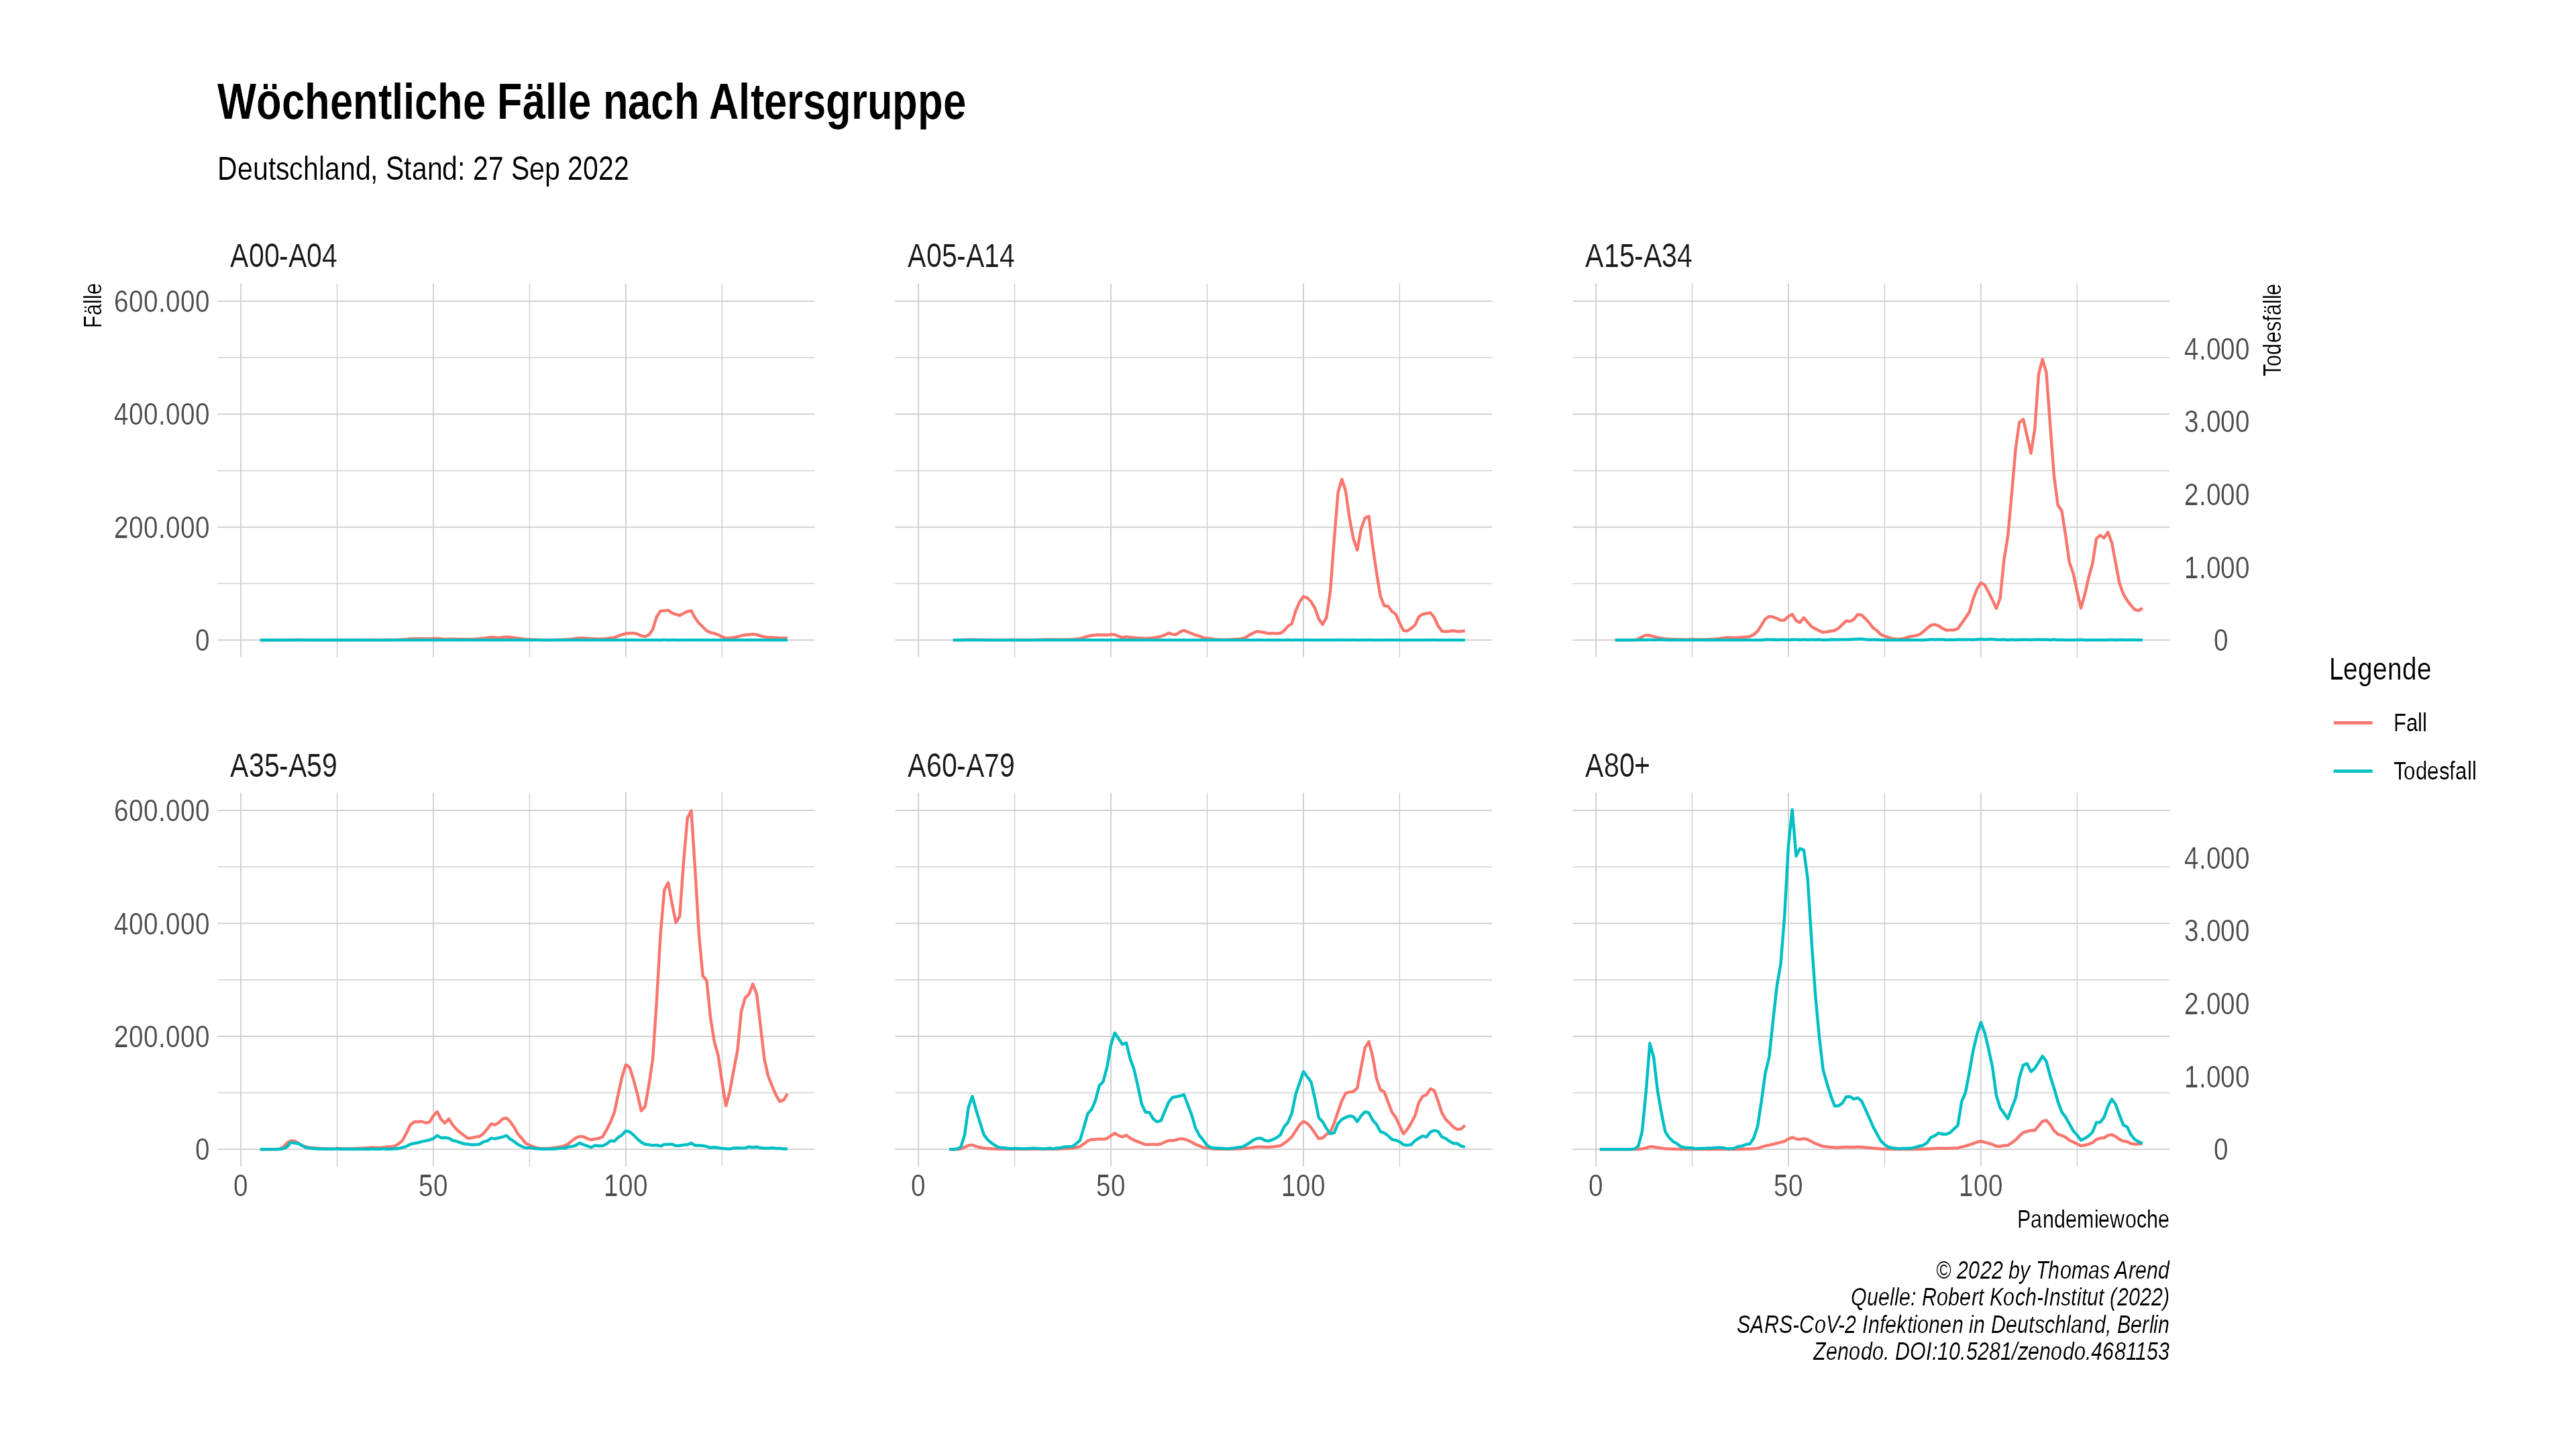 Wöchentliche Fälle nach Altersgruppe
Deutschland, Stand: 27 Sep 2022
A00-A04
A05-A14
A15-A34
Fälle
600.000
400.000
200.000
0
Todesfälle
4.000
3.000
2.000
1.000
0
Legende
Fall
Todesfall
A35-A59
A60-A79
A80+
600.000
400.000
200.000
0
4.000
3.000
2.000
1.000
0
0 50 100
0 50 100
0 50 100
Pandemiewoche
© 2022 by Thomas Arend
Quelle: Robert Koch-Institut (2022)
SARS-CoV-2 Infektionen in Deutschland, Berlin
Zenodo. DOI:10.5281/zenodo.4681153